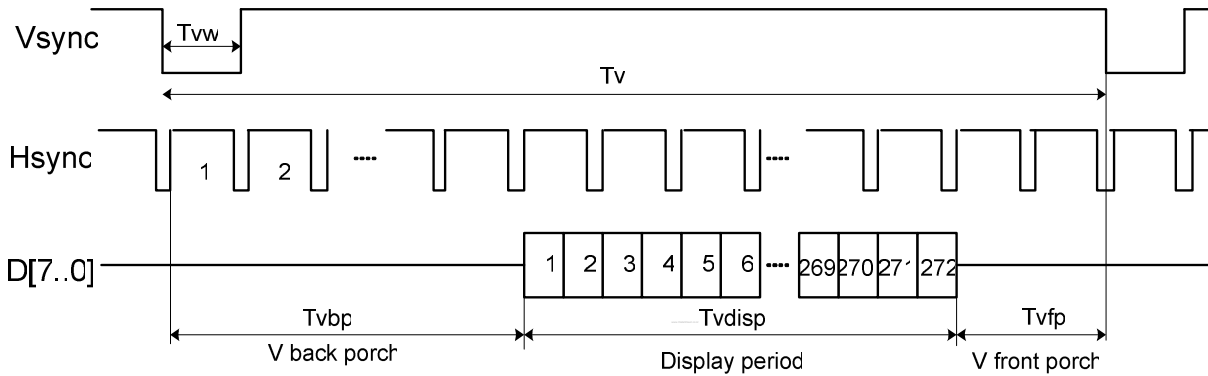 Vsync
Tvw
Tv
Hsync
1 2 ....
....
D[7..0]
1 2 3 4 5 6 .... 269 270 271 272
Tvbp
Tvdisp
Tvfp
V back porch
Display period
V front porch